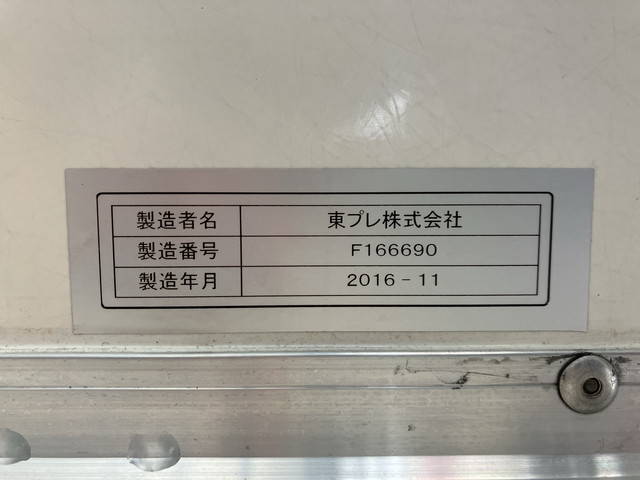 製造者名 東プレ株式会社
製造番号 F166690
製造年月 2016-11